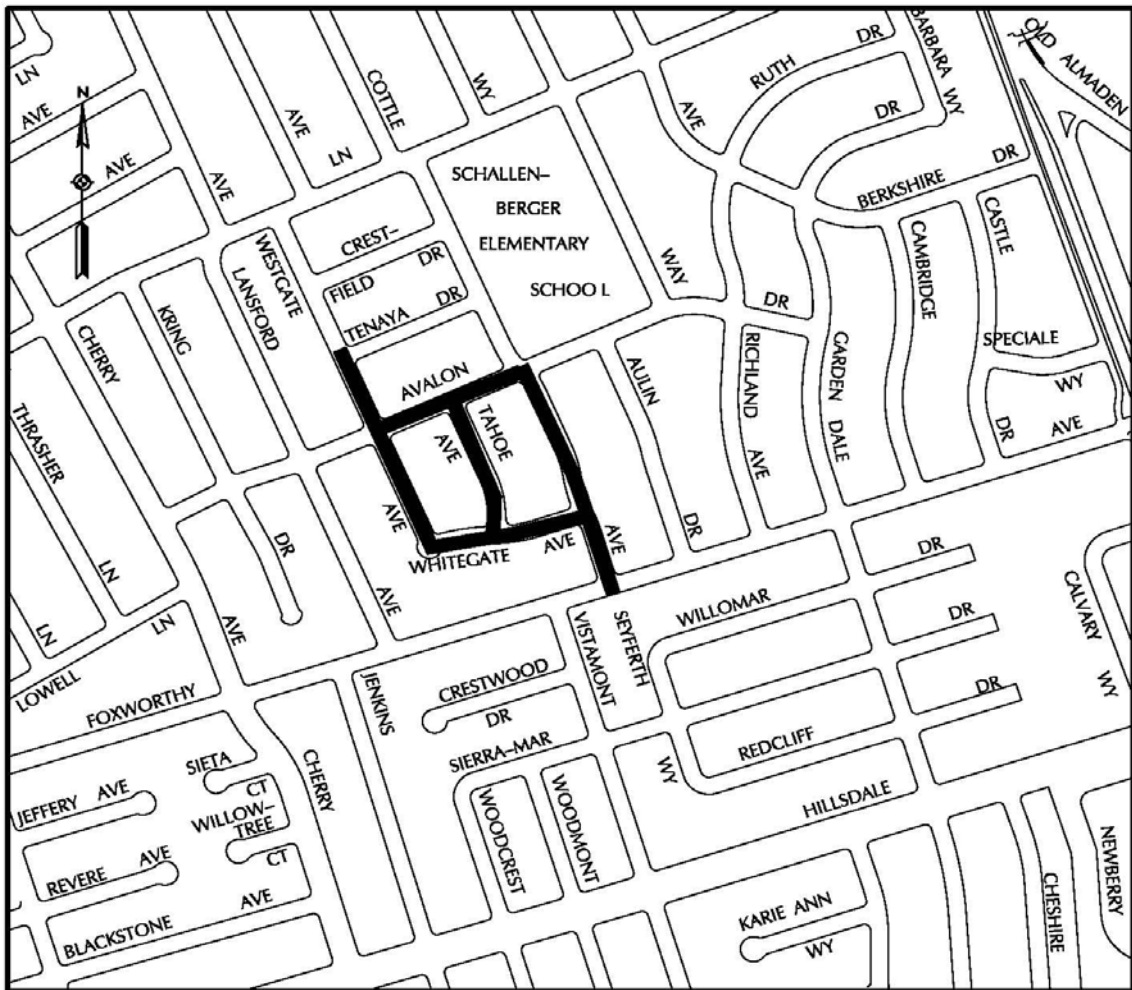 OLD ALMADEN
BARBARA WY
RUTH DR
LN
AVE
N
AVE
AVE
COTTLE
WY
AVE
LN
AVE
DR
DR
BERKSHIRE
SCHALLEN-
BERGER
ELEMENTARY
SCHOO L
CASTLE
CAMBRIDGE
CREST-
FIELD DR
WESTGATE
LANSFORD
WAY
TENAYA DR
DR
KRING
CHERRY
SPECIALE
WY
RICHLAND
GARDEN DALE
AULIN
AVALON
TAHOE
AVE
THRASHER
DR
AVE
AVE
AVE
DR
AVE
AVE
WHITEGATE
DR
LN
DR
AVE
WILLOMAR
CALVARY
LN
LN
AVE
SEYFERTH
VISTAMONT
DR
LOWELL
FOXWORTHY
JENKINS
CRESTWOOD
DR
WY
DR
SIERRA-MAR
REDCLIFF
SIETA
CT
CHERRY
WY
HILLSDALE
JEFFERY AVE
WILLOW-
TREE
CT
WOODCREST
WOODMONT
REVERE AVE
NEWBERRY
CHESHIRE
BLACKSTONE AVE
KARIE ANN
WY